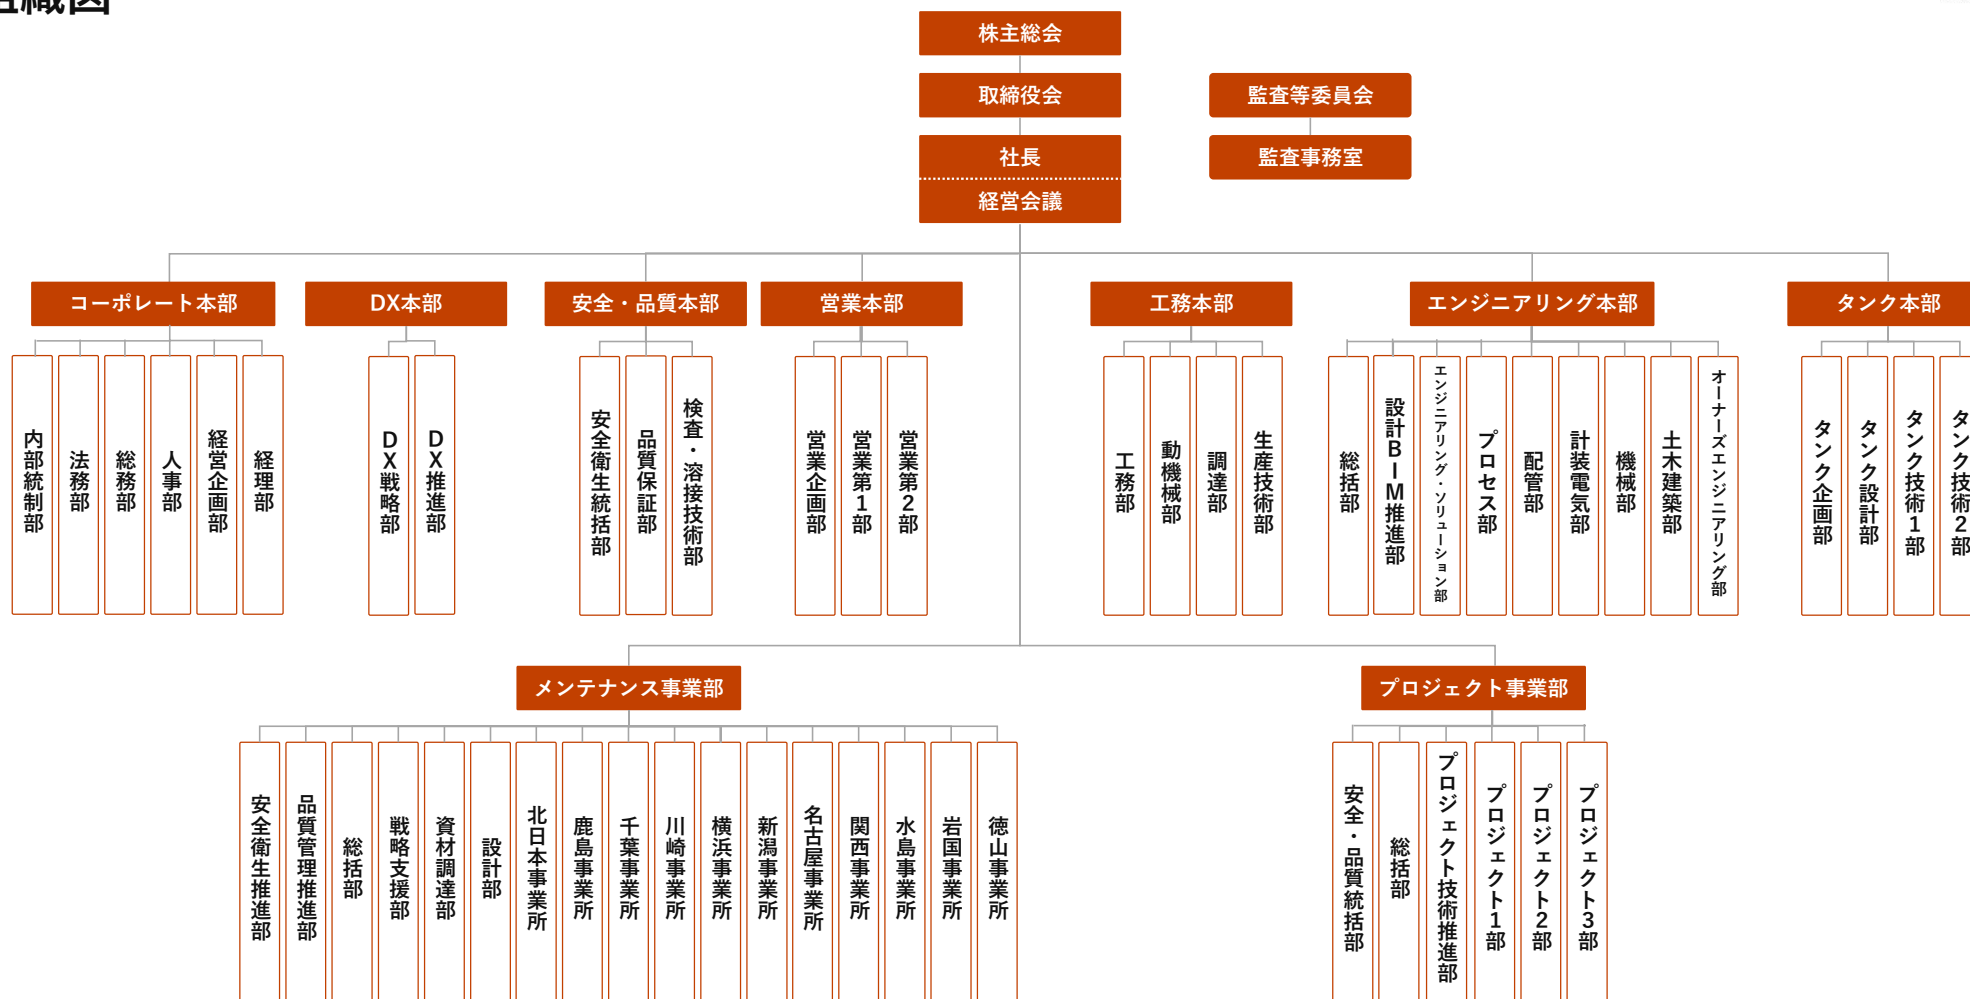 組織図
株主総会
取締役会
監査等委員会
社長
監査事務室
経営会議
コーポレート本部
DX本部
安全・品質本部
営業本部
工務本部
エンジニアリング本部
タンク本部
内部統制部
法務部
総務部
人事部
経営企画部
経理部
DX戦略部
DX推進部
安全衛生統括部
品質保証部
検査・溶接技術部
営業企画部
営業第1部
営業第2部
工務部
動機械部
調達部
生産技術部
総括部
設計BIM推進部
エンジニアリング・ソリューション部
プロセス部
配管部
計装電気部
機械部
土木建築部
オーナーズエンジニアリング部
タンク企画部
タンク設計部
タンク技術1部
タンク技術2部
メンテナンス事業部
プロジェクト事業部
安全衛生推進部
品質管理推進部
総括部
戦略支援部
資材調達部
設計部
北日本事業所
鹿島事業所
千葉事業所
川崎事業所
横浜事業所
新潟事業所
名古屋事業所
関西事業所
水島事業所
岩国事業所
徳山事業所
安全・品質統括部
総括部
プロジェクト技術推進部
プロジェクト1部
プロジェクト2部
プロジェクト3部